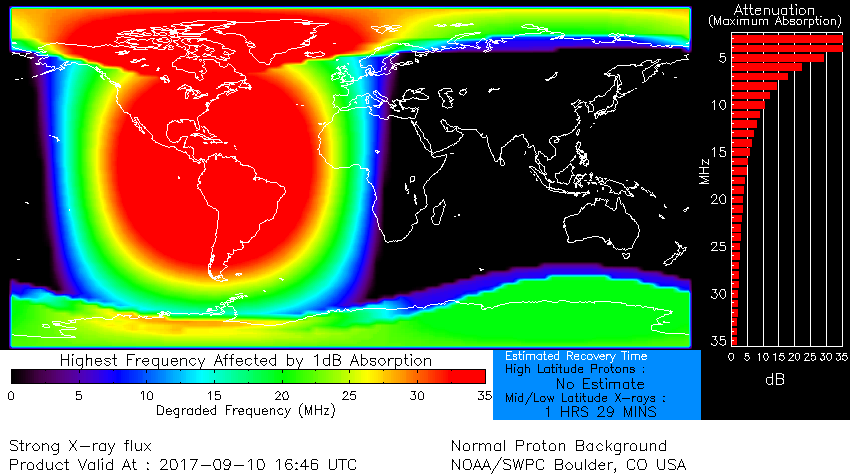 Attenuation
(Maximum Absorption)
5
10
15
20
25
30
35
MHz
0 5 10 15 20 25 30 35
dB
Highest Frequency Affected by 1dB Absorption
0 5 10 15 20 25 30 35
Degraded Frequency (MHz)
Estimated Recovery Time
High Latitude Protons :
No Estimate
Mid/Low Latitude X-rays :
1 HRS 29 MINS
Strong X-ray flux
Product Valid At : 2017-09-10 16:46 UTC
Normal Proton Background
NOAA/SWPC Boulder, CO USA